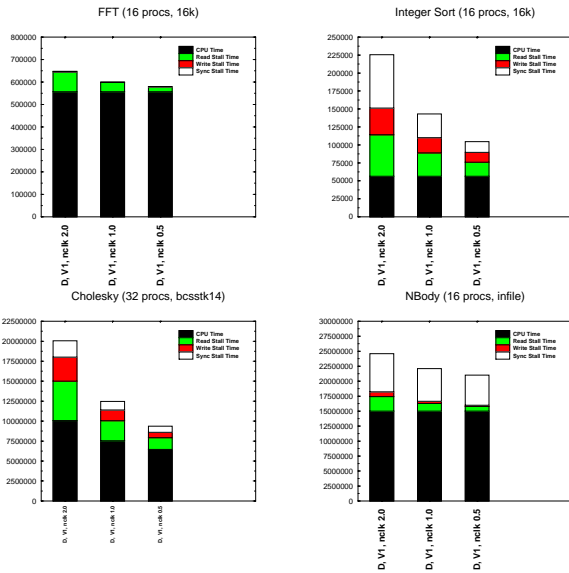 FFT (16 procs, 16k)
800000
700000
600000
500000
400000
300000
200000
100000
0
CPU Time
Read Stall Time
Write Stall Time
Sync Stall Time
D, V1, nclk 2.0
D, V1, nclk 1.0
D, V1, nclk 0.5
Integer Sort (16 procs, 16k)
250000
225000
200000
175000
150000
125000
100000
75000
50000
25000
0
CPU Time
Read Stall Time
Write Stall Time
Sync Stall Time
D, V1, nclk 2.0
D, V1, nclk 1.0
D, V1, nclk 0.5
Cholesky (32 procs, bcsstk14)
22500000
20000000
17500000
15000000
12500000
10000000
7500000
5000000
2500000
0
CPU Time
Read Stall Time
Write Stall Time
Sync Stall Time
D, V1, nclk 2.0
D, V1, nclk 1.0
D, V1, nclk 0.5
NBody (16 procs, infile)
30000000
27500000
25000000
22500000
20000000
17500000
15000000
12500000
10000000
7500000
5000000
2500000
0
CPU Time
Read Stall Time
Write Stall Time
Sync Stall Time
D, V1, nclk 2.0
D, V1, nclk 1.0
D, V1, nclk 0.5